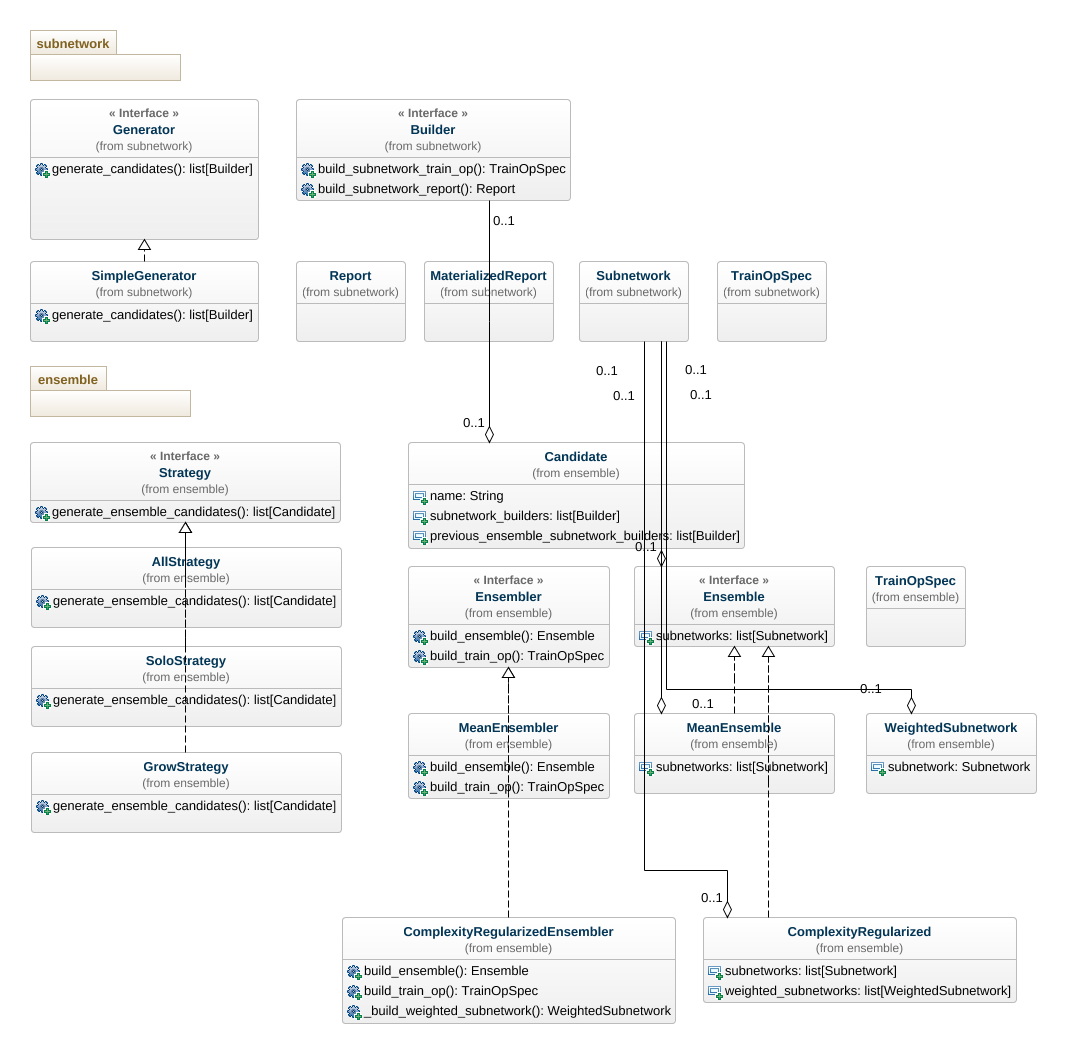 subnetwork
« Interface »
Generator
(from subnetwork)
generate_candidates(): list[Builder]
« Interface »
Builder
(from subnetwork)
build_subnetwork_train_op(): TrainOpSpec
build_subnetwork_report(): Report
0..1
SimpleGenerator
(from subnetwork)
generate_candidates(): list[Builder]
Report
(from subnetwork)
MaterializedReport
(from subnetwork)
Subnetwork
(from subnetwork)
TrainOpSpec
(from subnetwork)
0..1
0..1
0..1
0..1
ensemble
0..1
« Interface »
Strategy
(from ensemble)
generate_ensemble_candidates(): list[Candidate]
Candidate
(from ensemble)
name: String
subnetwork_builders: list[Builder]
previous_ensemble_subnetwork_builders: list[Builder]
0..1
AllStrategy
(from ensemble)
generate_ensemble_candidates(): list[Candidate]
« Interface »
Ensembler
(from ensemble)
build_ensemble(): Ensemble
build_train_op(): TrainOpSpec
« Interface »
Ensemble
(from ensemble)
subnetworks: list[Subnetwork]
TrainOpSpec
(from ensemble)
SoloStrategy
(from ensemble)
generate_ensemble_candidates(): list[Candidate]
0..1
0..1
MeanEnsembler
(from ensemble)
build_ensemble(): Ensemble
build_train_op(): TrainOpSpec
MeanEnsemble
(from ensemble)
subnetworks: list[Subnetwork]
WeightedSubnetwork
(from ensemble)
subnetwork: Subnetwork
GrowStrategy
(from ensemble)
generate_ensemble_candidates(): list[Candidate]
0..1
ComplexityRegularizedEnsembler
(from ensemble)
build_ensemble(): Ensemble
build_train_op(): TrainOpSpec
_build_weighted_subnetwork(): WeightedSubnetwork
ComplexityRegularized
(from ensemble)
subnetworks: list[Subnetwork]
weighted_subnetworks: list[WeightedSubnetwork]